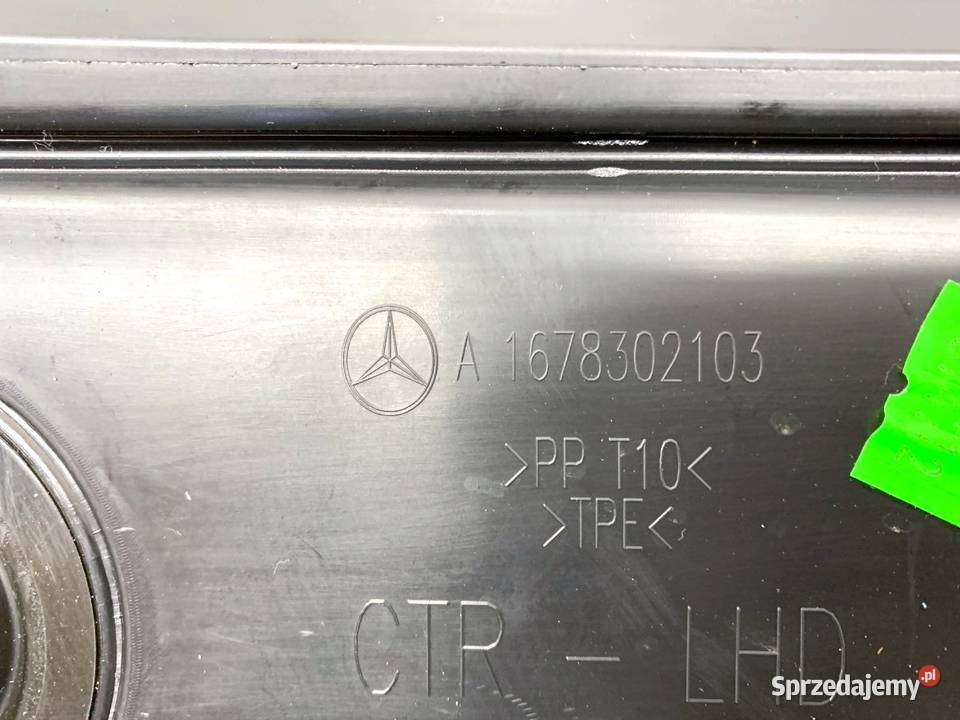 A 1678302103
>PP T10<
>TPE<
CTR - LHD
Sprzedajemy.pl